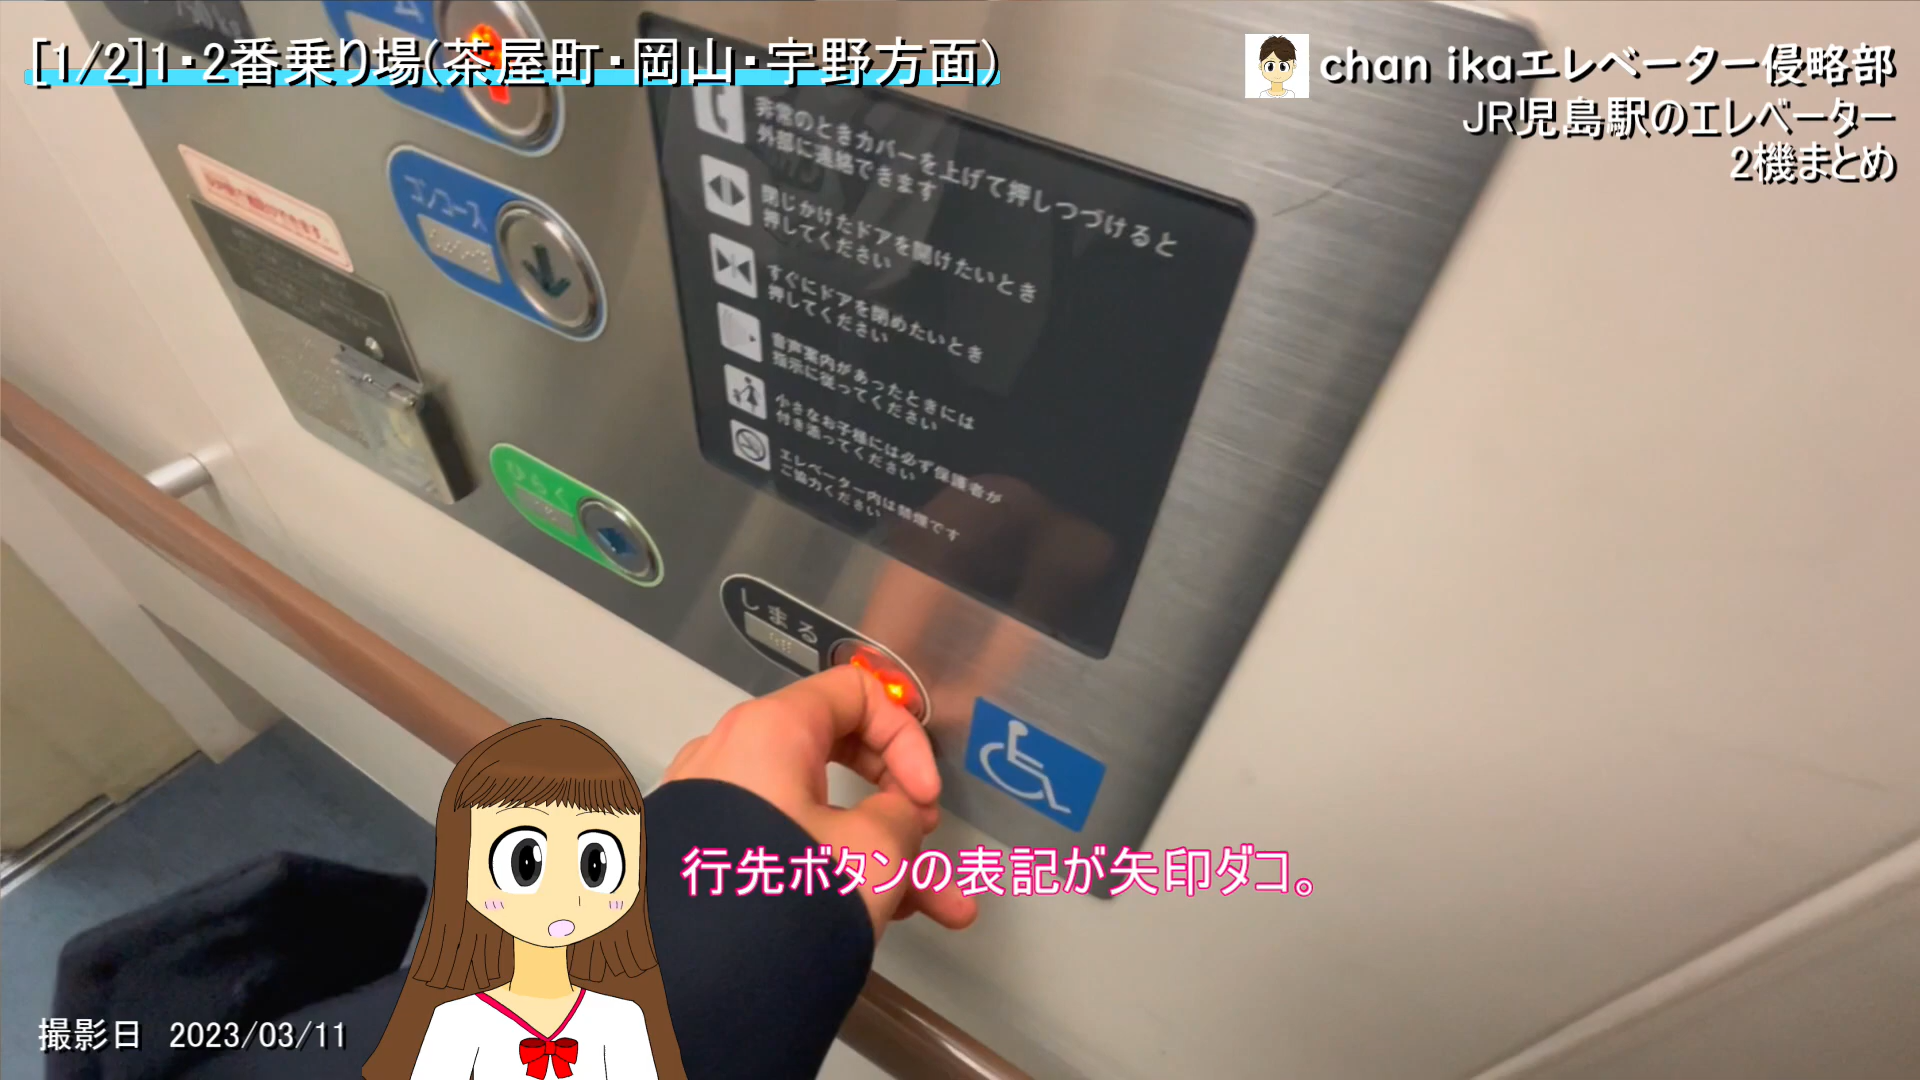 [1/2]1・2番乗り場(茶屋町・岡山・宇野方面)
chan ikaエレベーター侵略部
JR児島駅のエレベーター
2機まとめ
非常のときカバーを上げて押しつづけると
外部に連絡できます
閉じかけたドアを開けたいとき
押してください
すぐにドアを閉めたいとき
押してください
音声案内があったときには
指示に従ってください
小さなお子様には必ず保護者が
付き添ってください
エレベーター内は禁煙です
ご協力ください
コンコース
ひらく
しまる
行先ボタンの表記が矢印ダコ。
撮影日 2023/03/11